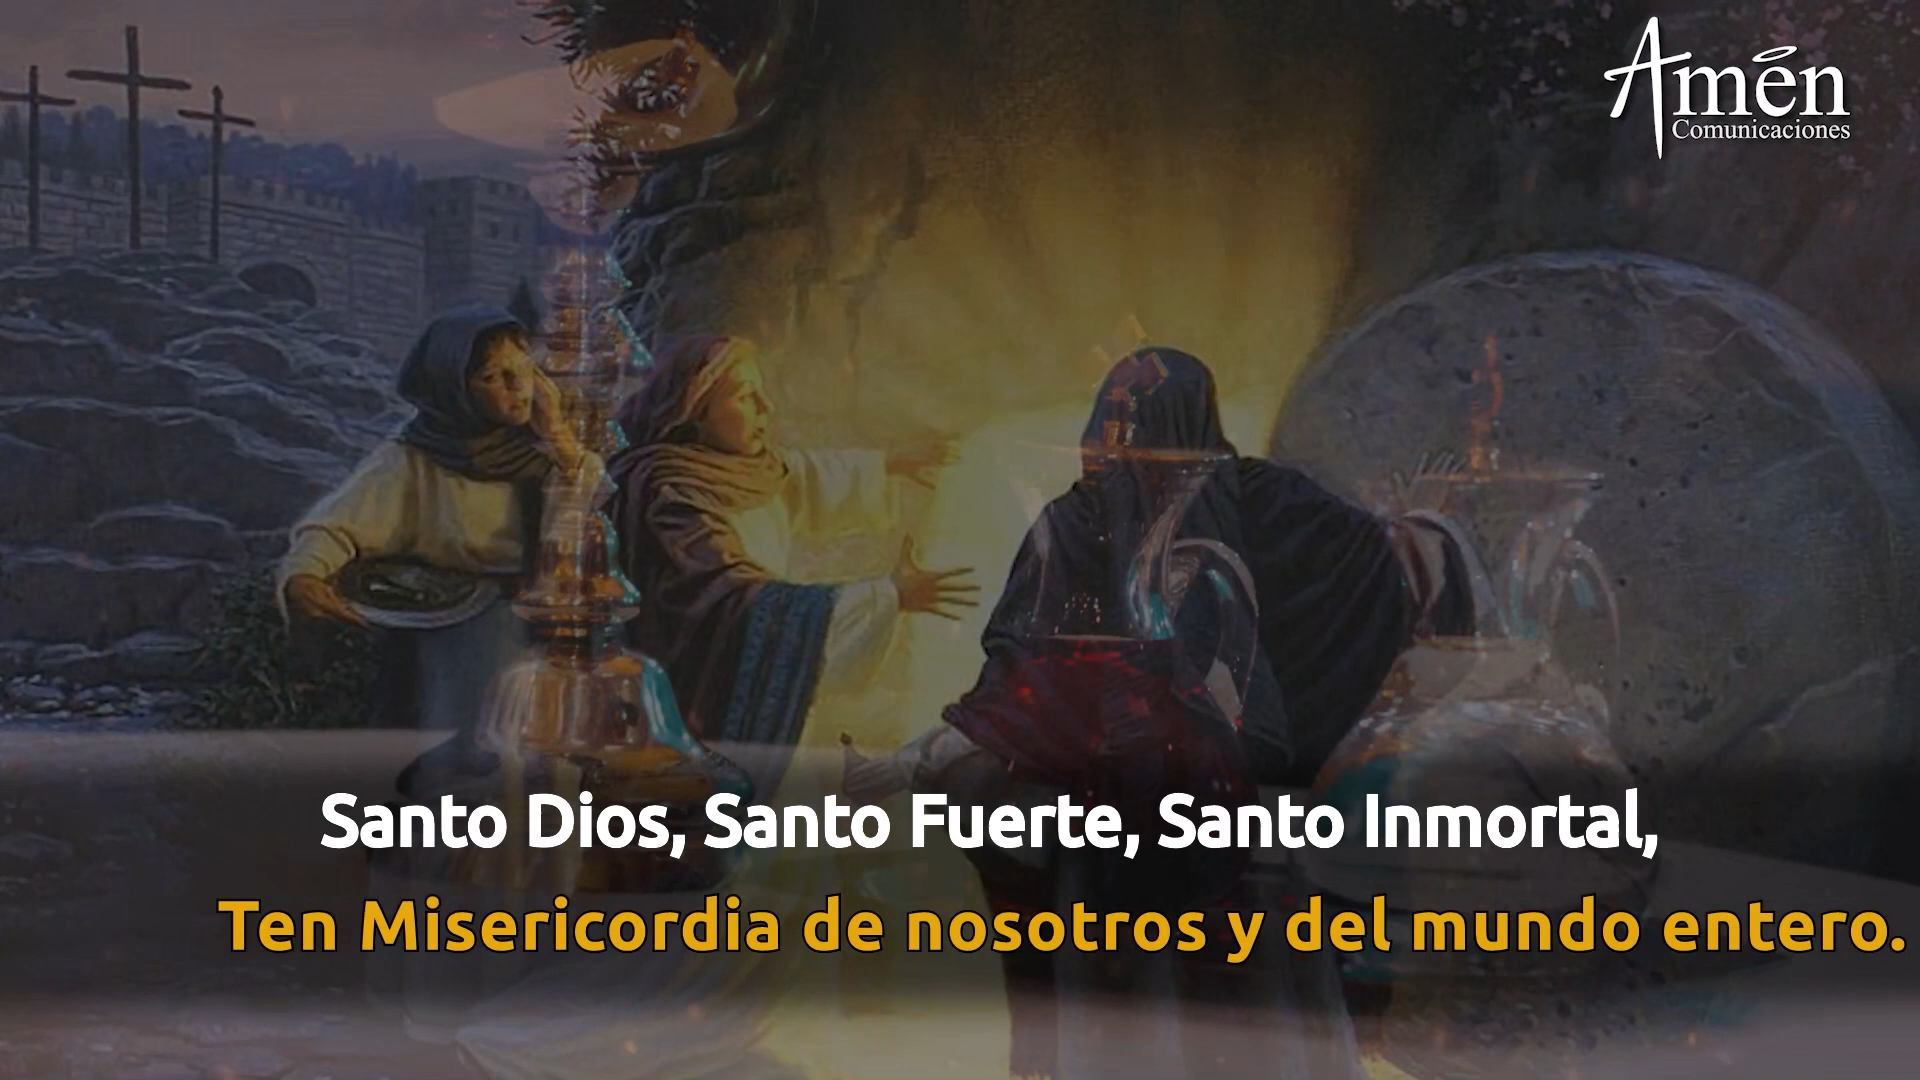 Amén
Comunicaciones
Santo Dios, Santo Fuerte, Santo Inmortal,
Ten Misericordia de nosotros y del mundo entero.